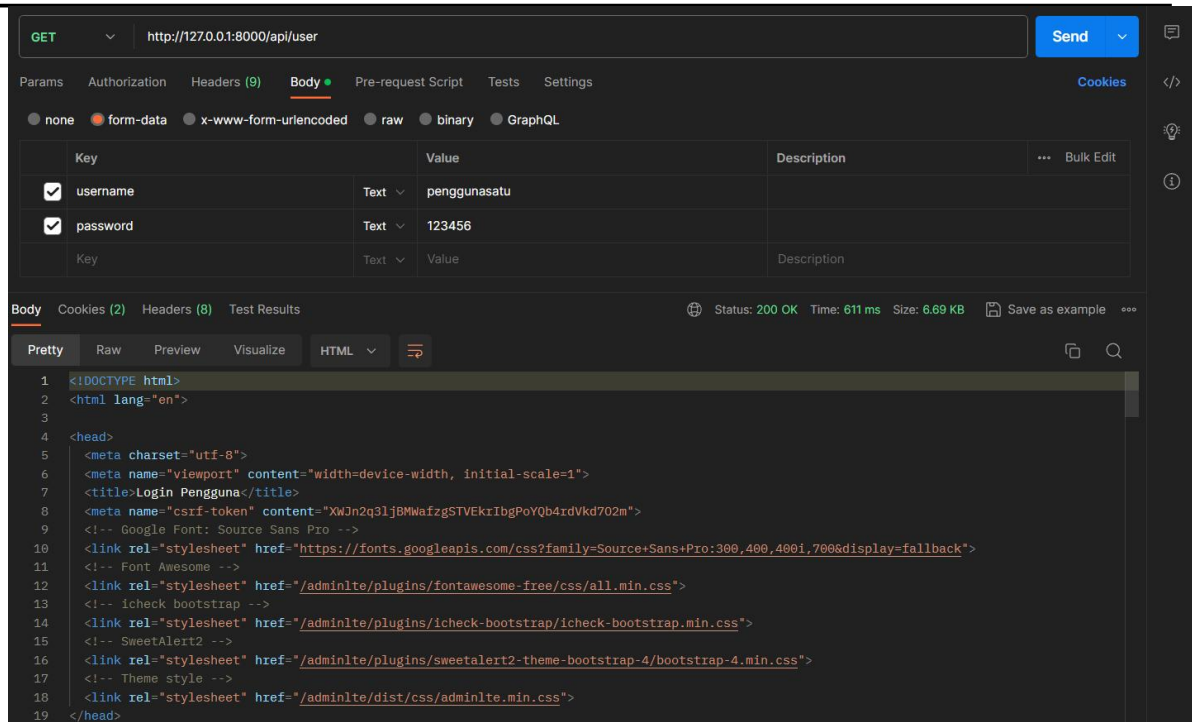 GET http://127.0.0.1:8000/api/user Send
Params Authorization Headers (9) Body Pre-request Script Tests Settings Cookies
none form-data x-www-form-urlencoded raw binary GraphQL
Key Value Description ••• Bulk Edit
username Text penggunasatu
password Text 123456
Key Text Value Description
Body Cookies (2) Headers (8) Test Results Status: 200 OK Time: 611 ms Size: 6.69 KB Save as example •••
Pretty Raw Preview Visualize HTML
1 <!DOCTYPE html>
2 <html lang="en">
3
4 <head>
5 <meta charset="utf-8">
6 <meta name="viewport" content="width=device-width, initial-scale=1">
7 <title>Login Pengguna</title>
8 <meta name="csrf-token" content="XWJn2q3ljBMWafzgSTVEkrIbgPoYQb4rdVkd7O2m">
9 <!-- Google Font: Source Sans Pro -->
10 <link rel="stylesheet" href="https://fonts.googleapis.com/css?family=Source+Sans+Pro:300,400,400i,700&display=fallback">
11 <!-- Font Awesome -->
12 <link rel="stylesheet" href="/adminlte/plugins/fontawesome-free/css/all.min.css">
13 <!-- icheck bootstrap -->
14 <link rel="stylesheet" href="/adminlte/plugins/icheck-bootstrap/icheck-bootstrap.min.css">
15 <!-- SweetAlert2 -->
16 <link rel="stylesheet" href="/adminlte/plugins/sweetalert2-theme-bootstrap-4/bootstrap-4.min.css">
17 <!-- Theme style -->
18 <link rel="stylesheet" href="/adminlte/dist/css/adminlte.min.css">
19 </head>